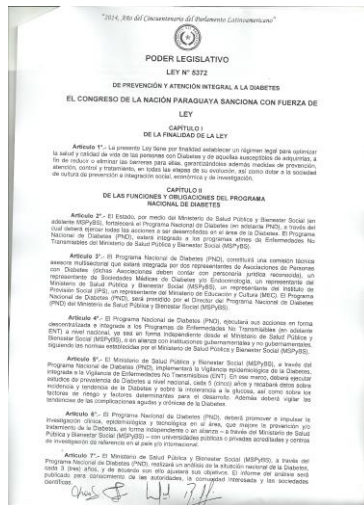 "2014, Año del Cincuentenario del Parlamento Latinoamericano"
PODER LEGISLATIVO
LEY N° 5372
DE PREVENCIÓN Y ATENCIÓN INTEGRAL A LA DIABETES
EL CONGRESO DE LA NACIÓN PARAGUAYA SANCIONA CON FUERZA DE
LEY
CAPÍTULO I
DE LA FINALIDAD DE LA LEY
Artículo 1°.- La presente Ley tiene por finalidad establecer un régimen legal para optimizar
la salud y calidad de vida de las personas con Diabetes y de aquellas susceptibles de adquirirlas, a
fin de reducir o eliminar las barreras para ellas, garantizándoles además medidas de prevención,
atención, control y tratamiento, en todas las etapas de su evolución, así como dotar a la sociedad
de cultura de prevención e integración social, económica y de investigación.
CAPÍTULO II
DE LAS FUNCIONES Y OBLIGACIONES DEL PROGRAMA
NACIONAL DE DIABETES
Artículo 2°.- El Estado, por medio del Ministerio de Salud Pública y Bienestar Social (en
adelante MSPyBS), fortalecerá el Programa Nacional de Diabetes (en adelante PND), a través del
cual deberá ejercer todas las acciones a ser desarrolladas en el área de la Diabetes. El Programa
Nacional de Diabetes (PND), estará integrado a los programas afines de Enfermedades No
Transmisibles del Ministerio de Salud Pública y Bienestar Social (MSPyBS).
Artículo 3°.- El Programa Nacional de Diabetes (PND), constituirá una comisión técnica
asesora multisectorial que estará integrada por dos representantes de Asociaciones de Personas
con Diabetes (dichas Asociaciones deben contar con personería jurídica reconocida), un
representante de Sociedades Médicas de Diabetes y/o Endocrinología, un representante del
Ministerio de Salud Pública y Bienestar Social (MSPyBS), un representante del Instituto de
Previsión Social (IPS), un representante del Ministerio de Educación y Cultura (MEC). El Programa
Nacional de Diabetes (PND), será presidido por el Director del Programa Nacional de Diabetes
(PND) del Ministerio de Salud Pública y Bienestar Social (MSPyBS).
Artículo 4°.- El Programa Nacional de Diabetes (PND), ejecutará sus acciones en forma
descentralizada e integrada a los Programas de Enfermedades No Transmisibles (en adelante
ENT) a nivel nacional, ya sea en forma independiente desde el Ministerio de Salud Pública y
Bienestar Social (MSPyBS), o en alianza con instituciones gubernamentales y no gubernamentales,
siguiendo las normas establecidas por el Ministerio de Salud Pública y Bienestar Social (MSPyBS).
Artículo 5°.- El Ministerio de Salud Pública y Bienestar Social (MSPyBS), a través del
Programa Nacional de Diabetes (PND), implementará la Vigilancia epidemiológica de la Diabetes,
integrada a la Vigilancia de Enfermedades No Transmisibles (ENT). En ese marco, deberá ejecutar
estudios de prevalencia de Diabetes a nivel nacional, cada 5 (cinco) años y recabará datos sobre
incidencia y tendencia de la Diabetes y sobre la intolerancia a la glucosa, así como sobre los
factores de riesgo y factores determinantes para el desarrollo. Además deberá vigilar las
tendencias de las complicaciones agudas y crónicas de la Diabetes.
Artículo 6°.- El Programa Nacional de Diabetes (PND), deberá promover e impulsar la
investigación clínica, epidemiológica y tecnológica en el área, que mejore la prevención y/o
tratamiento de la Diabetes, en forma independiente o en alianza – a través del Ministerio de Salud
Pública y Bienestar Social (MSPyBS) – con universidades públicas o privadas acreditadas y centros
de investigación de referencia en el país y/o internacional.
Artículo 7°.- El Ministerio de Salud Pública y Bienestar Social (MSPyBS), a través del
Programa Nacional de Diabetes (PND), realizará un análisis de la situación nacional de la Diabetes,
cada 3 (tres) años, y de acuerdo con ello ajustará sus objetivos. El informe del análisis será
publicado para conocimiento de las autoridades, la comunidad interesada y las sociedades
científicas.